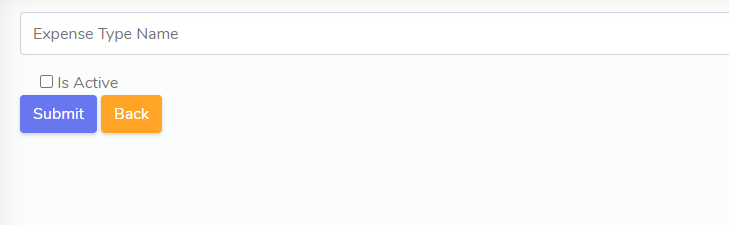 Expense Type Name
Is Active
Submit Back